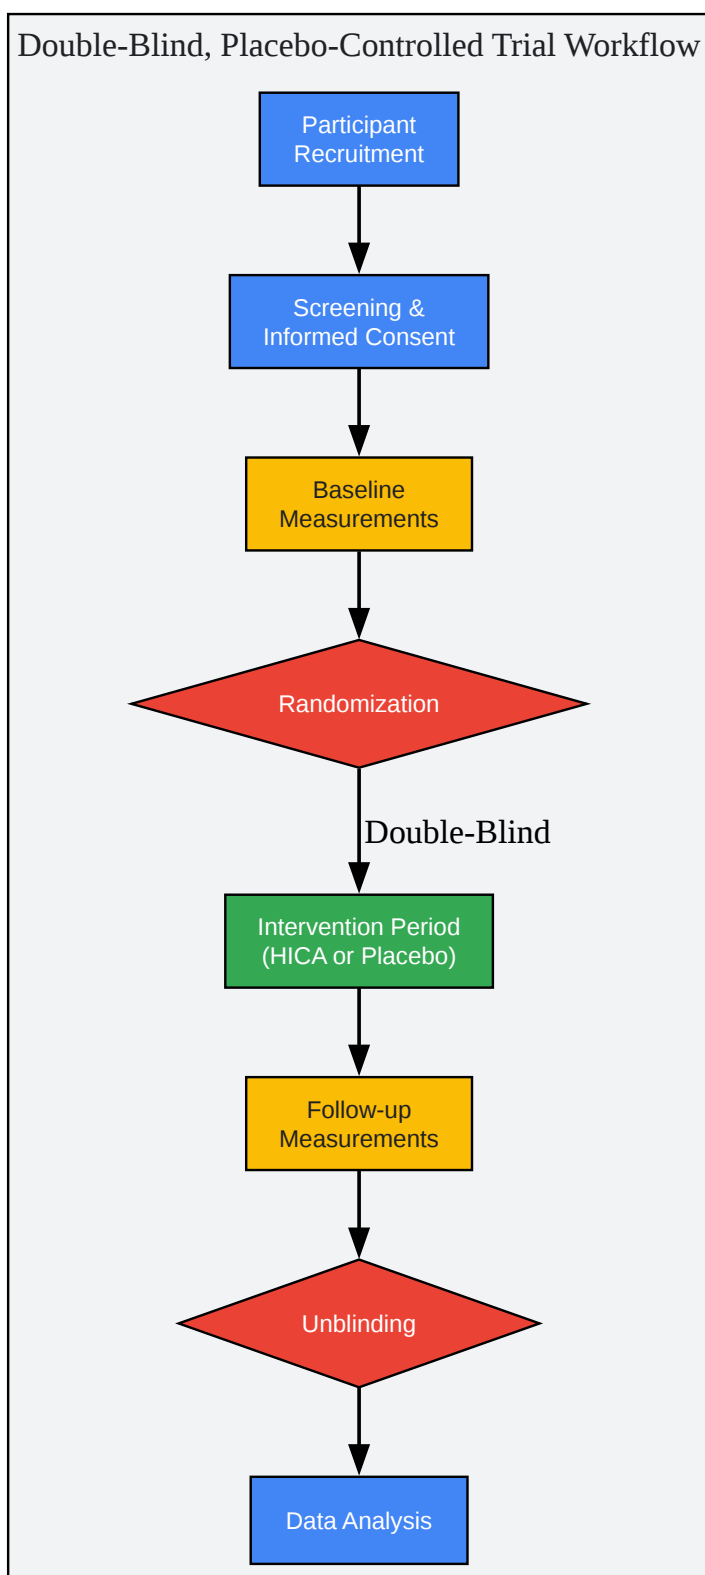 Double-Blind, Placebo-Controlled Trial Workflow
Participant
Recruitment
Screening &
Informed Consent
Baseline
Measurements
Randomization
Double-Blind
Intervention Period
(HICA or Placebo)
Follow-up
Measurements
Unblinding
Data Analysis